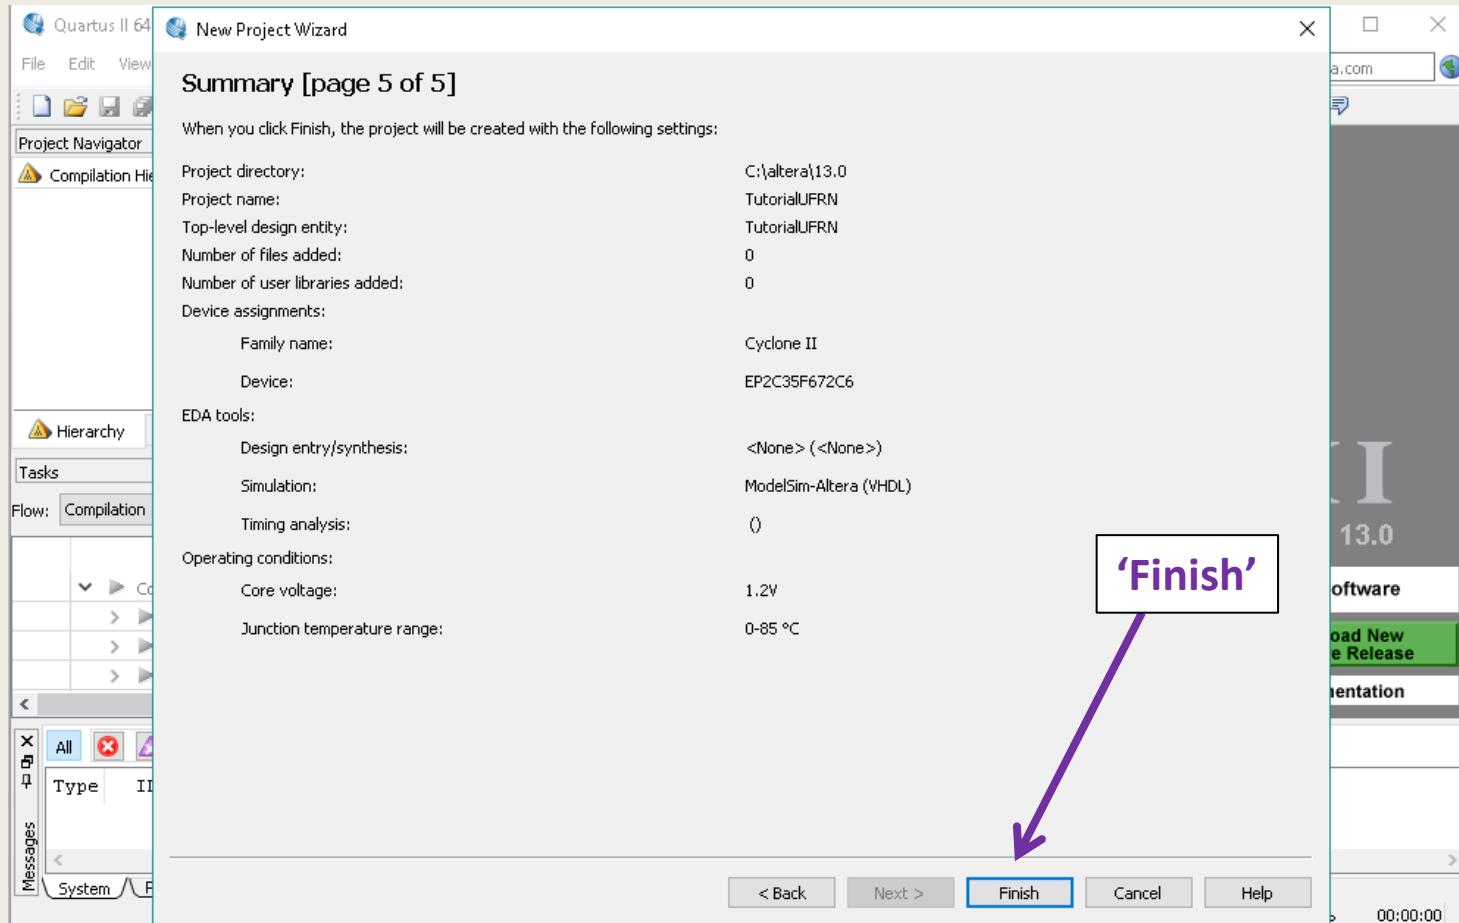 Quartus II 64
New Project Wizard
File Edit View
a.com
Summary [page 5 of 5]
When you click Finish, the project will be created with the following settings:
Project Navigator
Compilation Hie
Project directory: C:\altera\13.0
Project name: TutorialUFRN
Top-level design entity: TutorialUFRN
Number of files added: 0
Number of user libraries added: 0
Device assignments:
Family name: Cyclone II
Device: EP2C35F672C6
EDA tools:
Hierarchy
Design entry/synthesis: <None> (<None>)
Tasks
Simulation: ModelSim-Altera (VHDL)
Flow: Compilation
Timing analysis: ()
I
13.0
Operating conditions:
‘Finish’
Core voltage: 1.2V
Co
oftware
Junction temperature range: 0-85 °C
oad New
e Release
entation
All
Type II
Messages
< Back Next > Finish Cancel Help
System
00:00:00